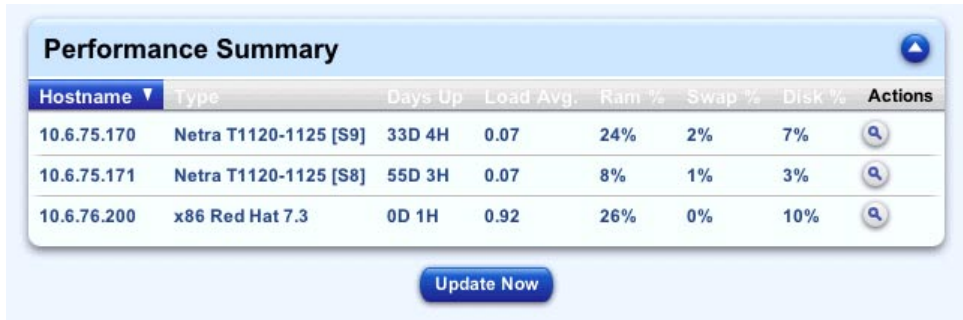 Performance Summary
Hostname Type Days Up Load Avg. Ram % Swap % Disk % Actions
10.6.75.170 Netra T1120-1125 [S9] 33D 4H 0.07 24% 2% 7%
10.6.75.171 Netra T1120-1125 [S8] 55D 3H 0.07 8% 1% 3%
10.6.76.200 x86 Red Hat 7.3 0D 1H 0.92 26% 0% 10%
Update Now